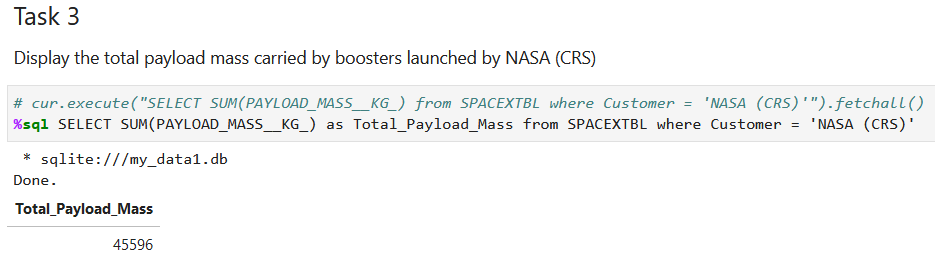 Task 3
Display the total payload mass carried by boosters launched by NASA (CRS)
# cur.execute("SELECT SUM(PAYLOAD_MASS__KG_) from SPACEXTBL where Customer = 'NASA (CRS)'").fetchall()
%sql SELECT SUM(PAYLOAD_MASS__KG_) as Total_Payload_Mass from SPACEXTBL where Customer = 'NASA (CRS)'
* sqlite:///my_data1.db
Done.
Total_Payload_Mass
45596